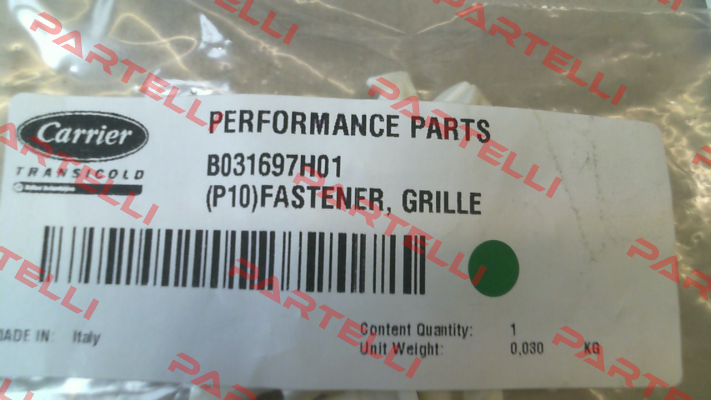 Carrier
TRANSICOLD
PERFORMANCE PARTS
B031697H01
(P10)FASTENER, GRILLE
MADE IN: Italy
Content Quantity: 1
Unit Weight: 0,030 KG
PARTELLI
PARTELLI
PARTELLI
PARTELLI
PARTELLI
PARTELLI
PARTELLI
PARTELLI